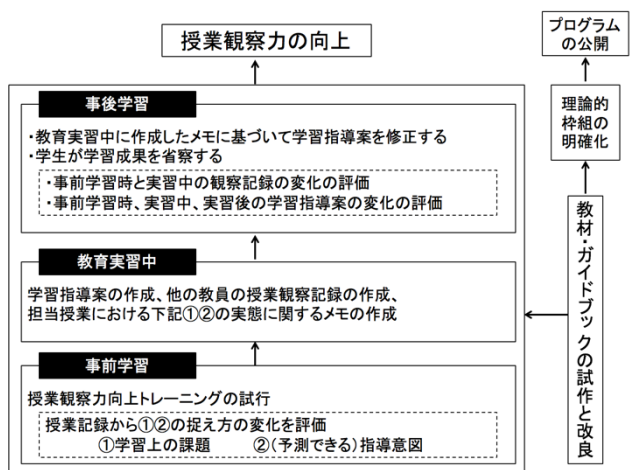 授業観察力の向上
プログラム
の公開
事後学習
・教育実習中に作成したメモに基づいて学習指導案を修正する
・学生が学習成果を省察する
・事前学習時と実習中の観察記録の変化の評価
・事前学習時、実習中、実習後の学習指導案の変化の評価
理論的
枠組の
明確化
教育実習中
学習指導案の作成、他の教員の授業観察記録の作成、
担当授業における下記①②の実態に関するメモの作成
事前学習
授業観察力向上トレーニングの試行
授業記録から①②の捉え方の変化を評価
①学習上の課題　　②(予測できる)指導意図
教材・ガイドブックの試作と改良